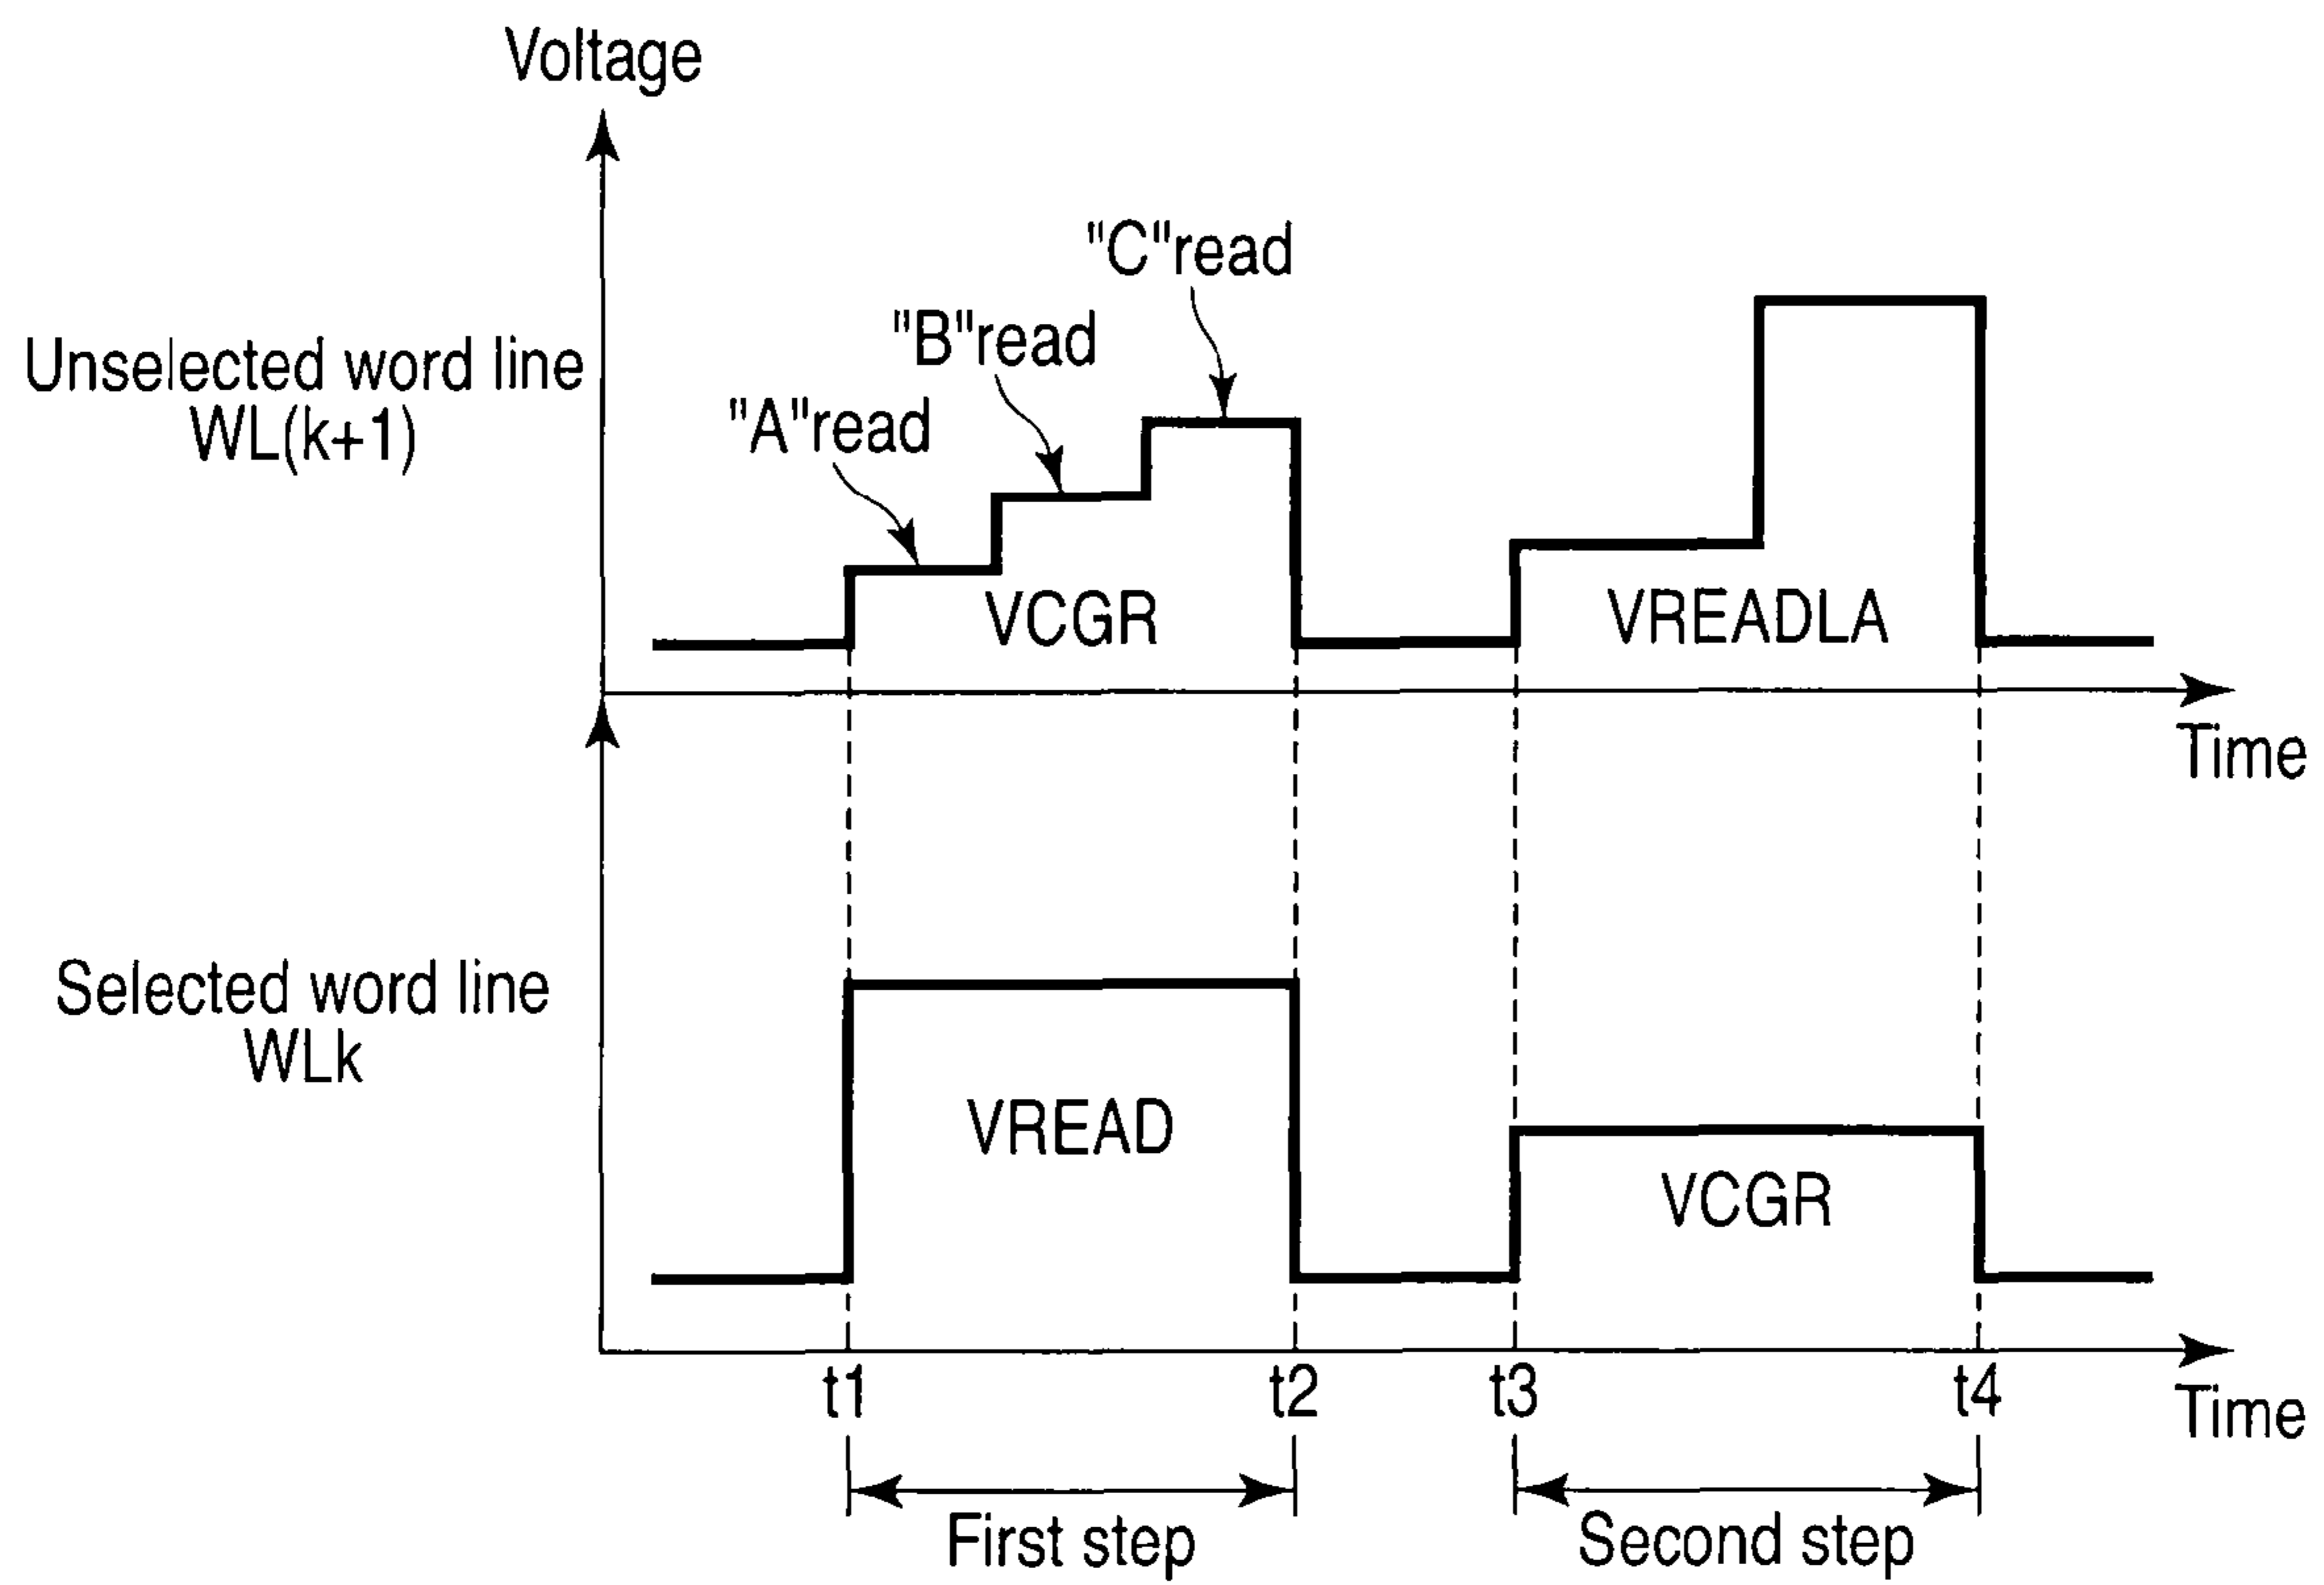 Voltage
"C"read
"B"read
"A"read
Unselected word line
WL(k+1)
VCGR
VREADLA
Time
Selected word line
WLk
VREAD
VCGR
t1
t2
t3
t4
Time
First step
Second step